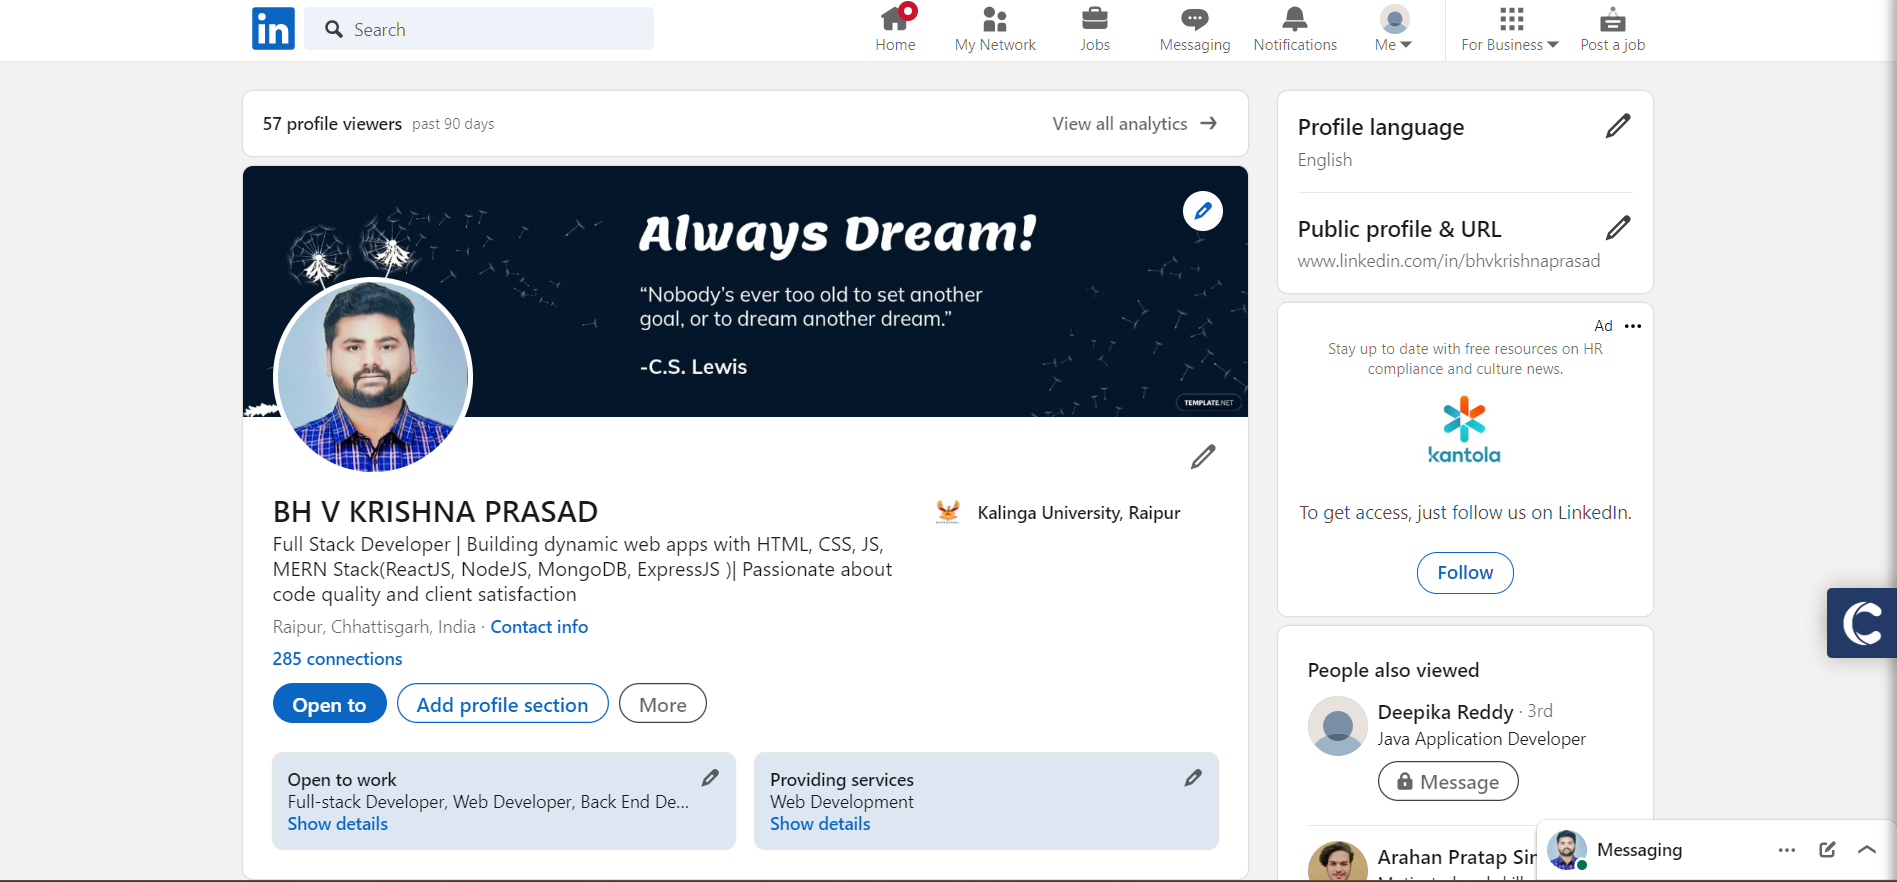 in
Search
Home
My Network
Jobs
Messaging
Notifications
Me
For Business
Post a job
57 profile viewers past 90 days
View all analytics
Always Dream!
“Nobody’s ever too old to set another
goal, or to dream another dream.”
-C.S. Lewis
TEMPLATE.NET
BH V KRISHNA PRASAD
Full Stack Developer | Building dynamic web apps with HTML, CSS, JS,
MERN Stack(ReactJS, NodeJS, MongoDB, ExpressJS )| Passionate about
code quality and client satisfaction
Raipur, Chhattisgarh, India · Contact info
285 connections
Kalinga University, Raipur
Open to
Add profile section
More
Open to work
Full-stack Developer, Web Developer, Back End De...
Show details
Providing services
Web Development
Show details
Profile language
English
Public profile & URL
www.linkedin.com/in/bhvkrishnaprasad
Ad
Stay up to date with free resources on HR
compliance and culture news.
kantola
To get access, just follow us on LinkedIn.
Follow
C
People also viewed
Deepika Reddy · 3rd
Java Application Developer
Message
Arahan Pratap Sin
Messaging